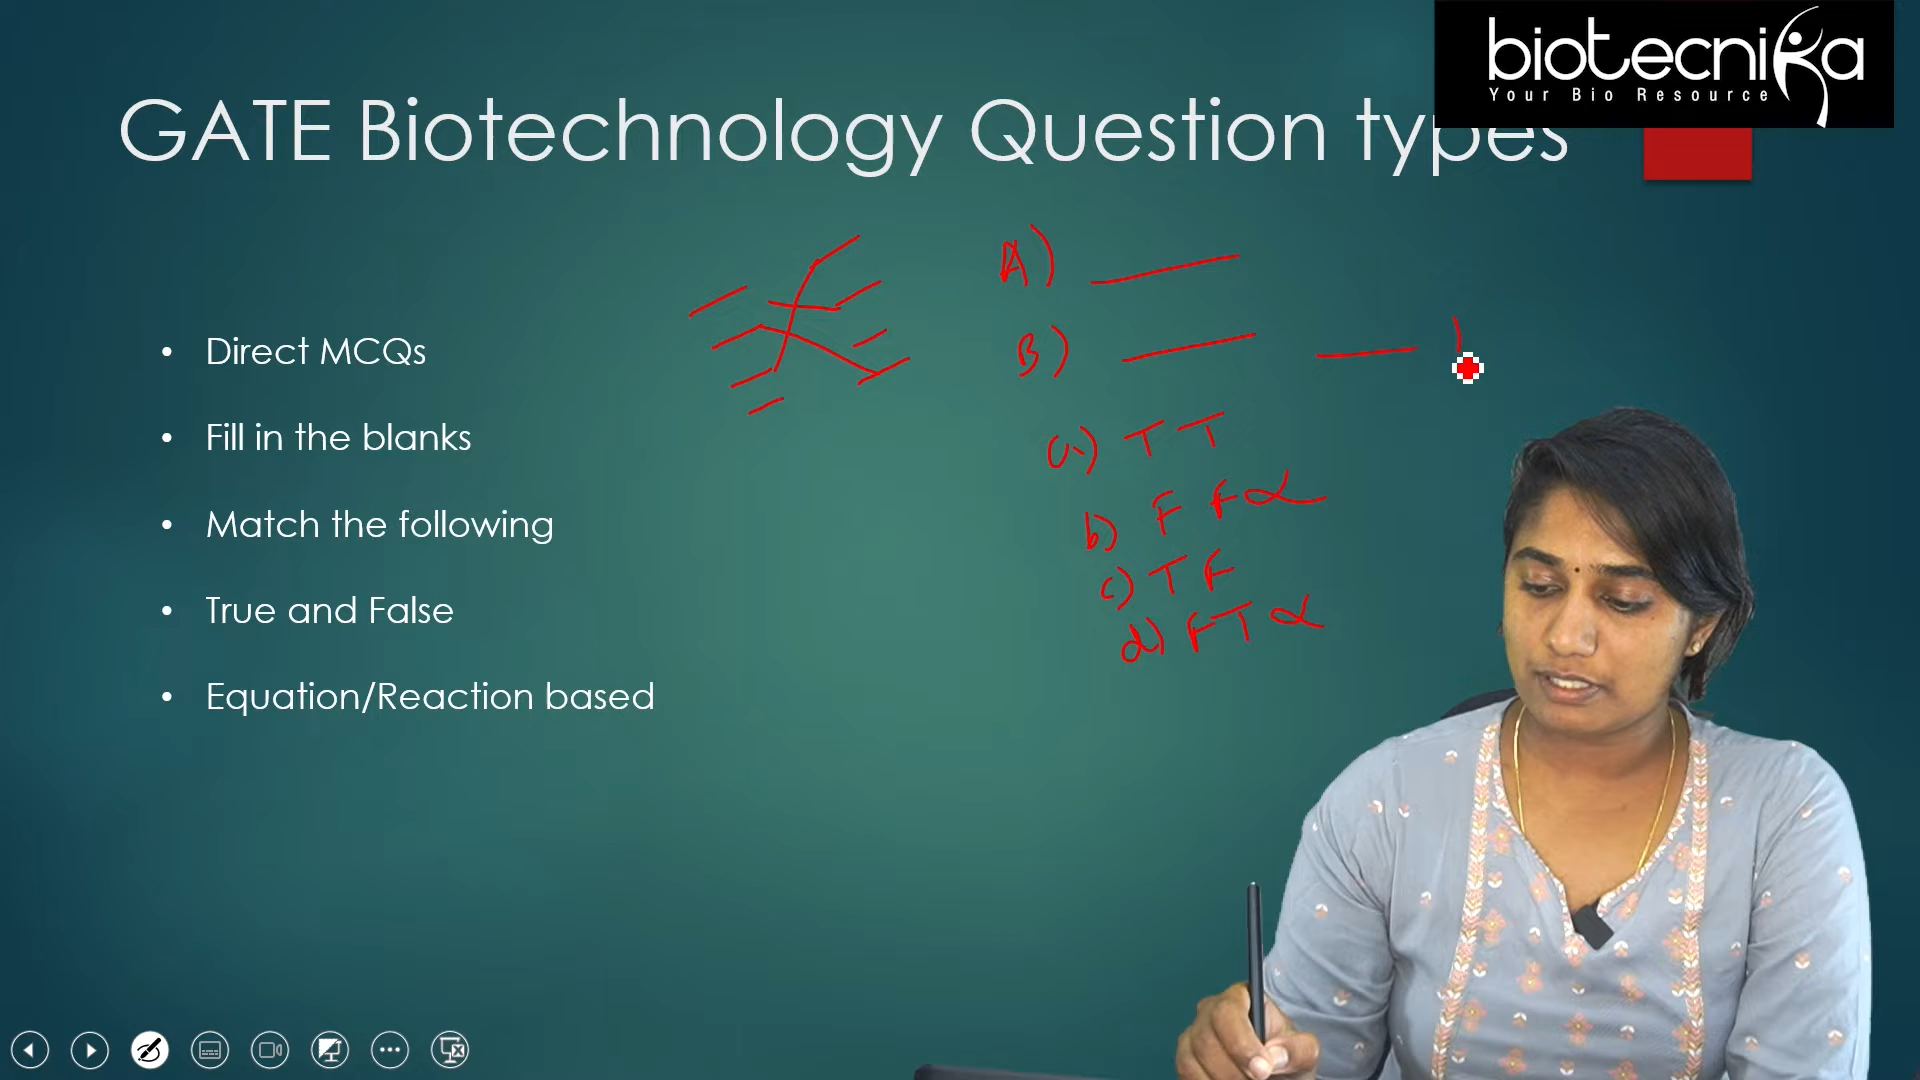 biotecnika
Your Bio Resource
GATE Biotechnology Question types
• Direct MCQs
• Fill in the blanks
• Match the following
• True and False
• Equation/Reaction based
A)
B)
(a) T T
b) F F
c) T F
d) F T